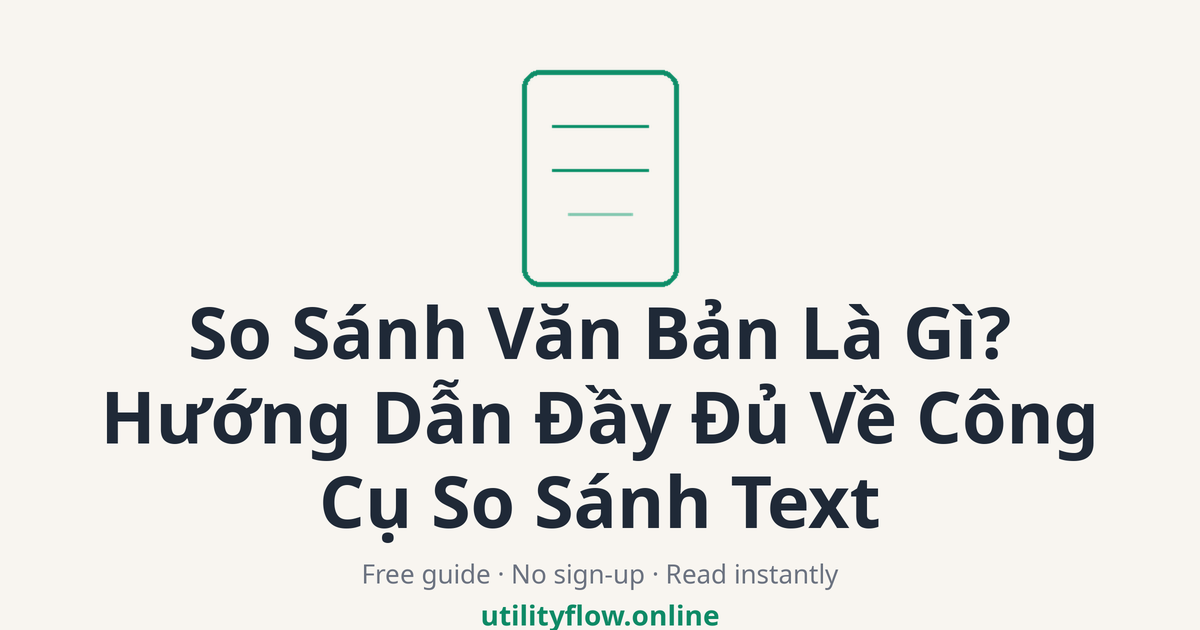 So Sánh Văn Bản Là Gì?
Hướng Dẫn Đầy Đủ Về Công
Cụ So Sánh Text
Free guide · No sign-up · Read instantly
utilityflow.online